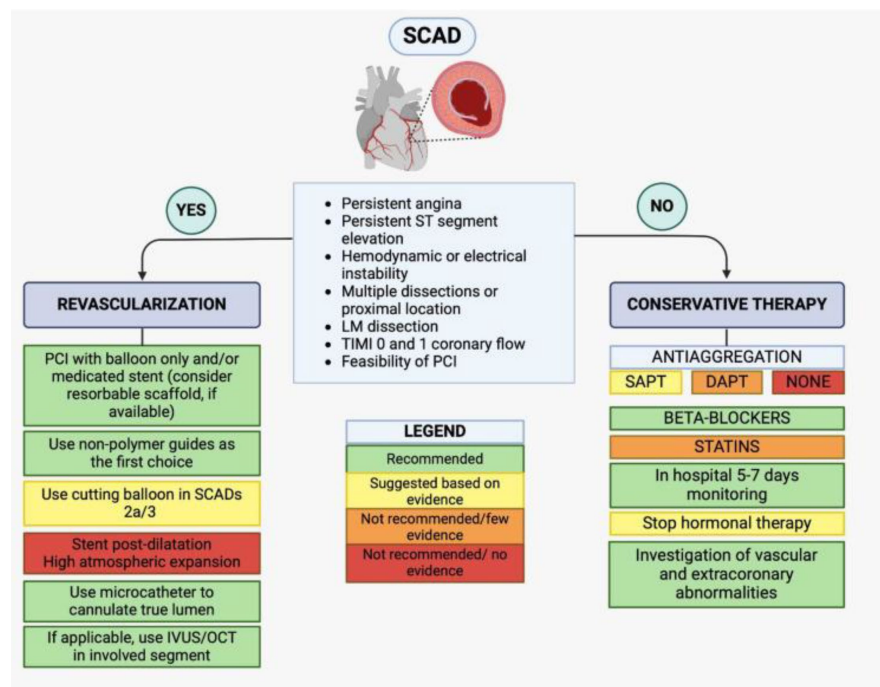 SCAD
YES
NO
• Persistent angina
• Persistent ST segment
elevation
• Hemodynamic or electrical
instability
• Multiple dissections or
proximal location
• LM dissection
• TIMI 0 and 1 coronary flow
• Feasibility of PCI
REVASCULARIZATION
PCI with balloon only and/or
medicated stent (consider
resorbable scaffold, if
available)
Use non-polymer guides as
the first choice
Use cutting balloon in SCADs
2a/3
Stent post-dilatation
High atmospheric expansion
Use microcatheter to
cannulate true lumen
If applicable, use IVUS/OCT
in involved segment
LEGEND
Recommended
Suggested based on
evidence
Not recommended/few
evidence
Not recommended/ no
evidence
CONSERVATIVE THERAPY
ANTIAGGREGATION
SAPT DAPT NONE
BETA-BLOCKERS
STATINS
In hospital 5-7 days
monitoring
Stop hormonal therapy
Investigation of vascular
and extracoronary
abnormalities